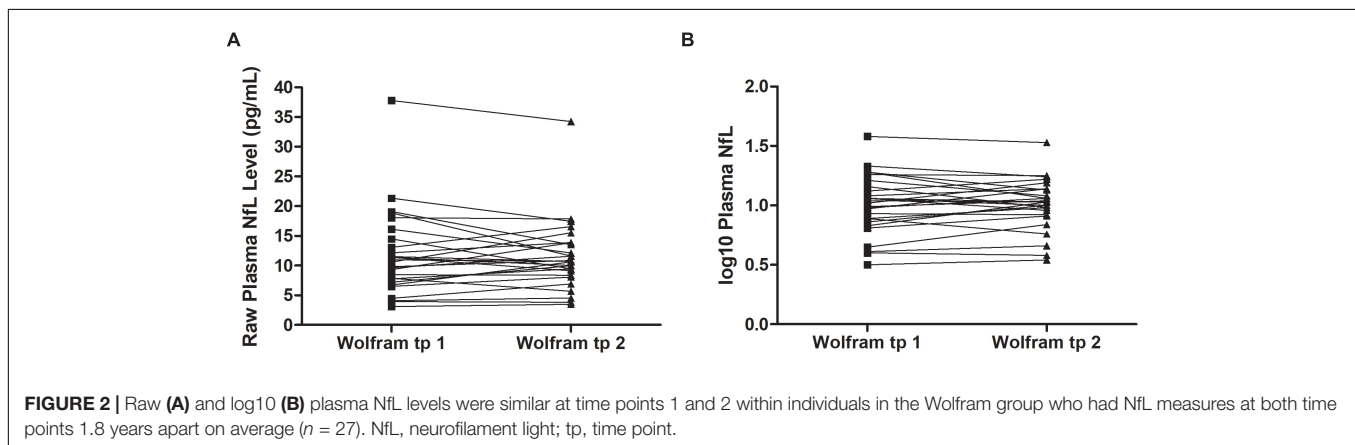 A
Raw Plasma NfL Level (pg/mL)
40
35
30
25
20
15
10
5
0
Wolfram tp 1
Wolfram tp 2
B
log10 Plasma NfL
2.0
1.5
1.0
0.5
0.0
Wolfram tp 1
Wolfram tp 2
FIGURE 2 | Raw (A) and log10 (B) plasma NfL levels were similar at time points 1 and 2 within individuals in the Wolfram group who had NfL measures at both time
points 1.8 years apart on average (n = 27). NfL, neurofilament light; tp, time point.